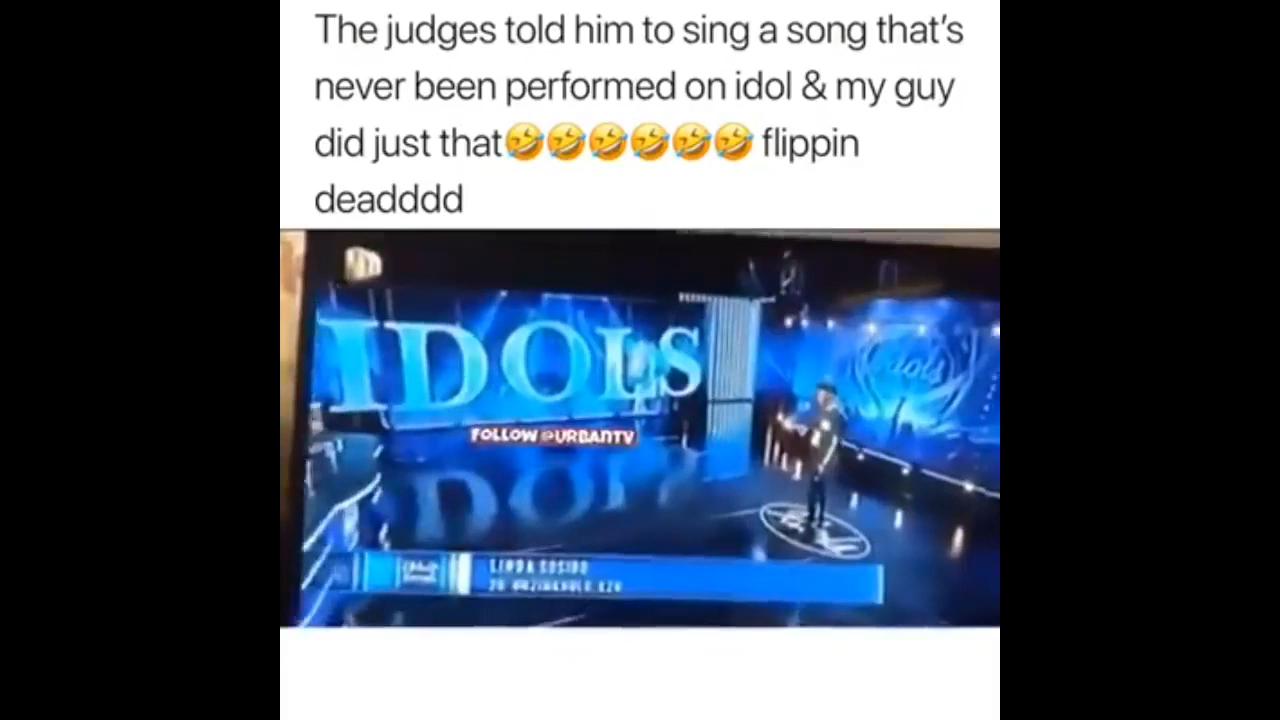 The judges told him to sing a song that's
never been performed on idol & my guy
did just that🤣🤣🤣🤣🤣🤣 flippin
deadddd
IDOLS
Idols
FOLLOW @URBANTV